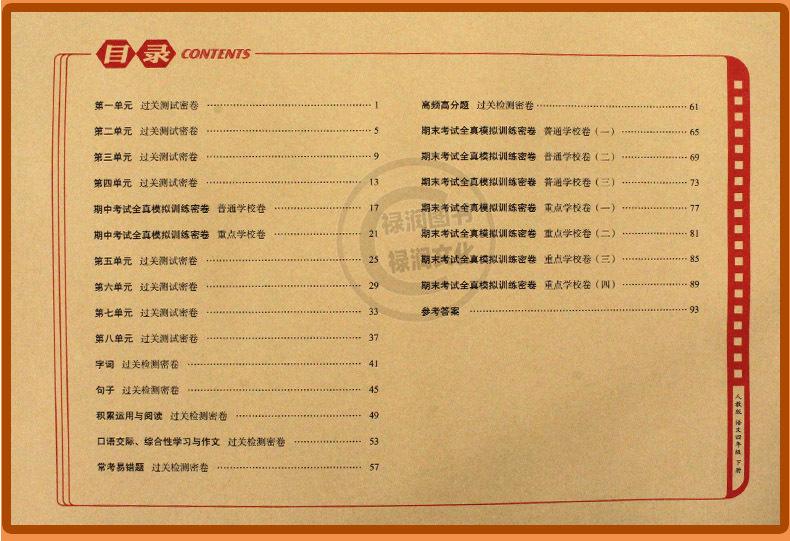 目录 CONTENTS
第一单元 过关测试密卷 1
第二单元 过关测试密卷 5
第三单元 过关测试密卷 9
第四单元 过关测试密卷 13
期中考试全真模拟训练密卷 普通学校卷 17
期中考试全真模拟训练密卷 重点学校卷 21
第五单元 过关测试密卷 25
第六单元 过关测试密卷 29
第七单元 过关测试密卷 33
第八单元 过关测试密卷 37
字词 过关检测密卷 41
句子 过关检测密卷 45
积累运用与阅读 过关检测密卷 49
口语交际、综合性学习与作文 过关检测密卷 53
常考易错题 过关检测密卷 57
高频高分题 过关检测密卷 61
期末考试全真模拟训练密卷 普通学校卷（一） 65
期末考试全真模拟训练密卷 普通学校卷（二） 69
期末考试全真模拟训练密卷 普通学校卷（三） 73
期末考试全真模拟训练密卷 重点学校卷（一） 77
期末考试全真模拟训练密卷 重点学校卷（二） 81
期末考试全真模拟训练密卷 重点学校卷（三） 85
期末考试全真模拟训练密卷 重点学校卷（四） 89
参考答案 93
禄润图书
禄润文化
人教版 语文四年级 下册